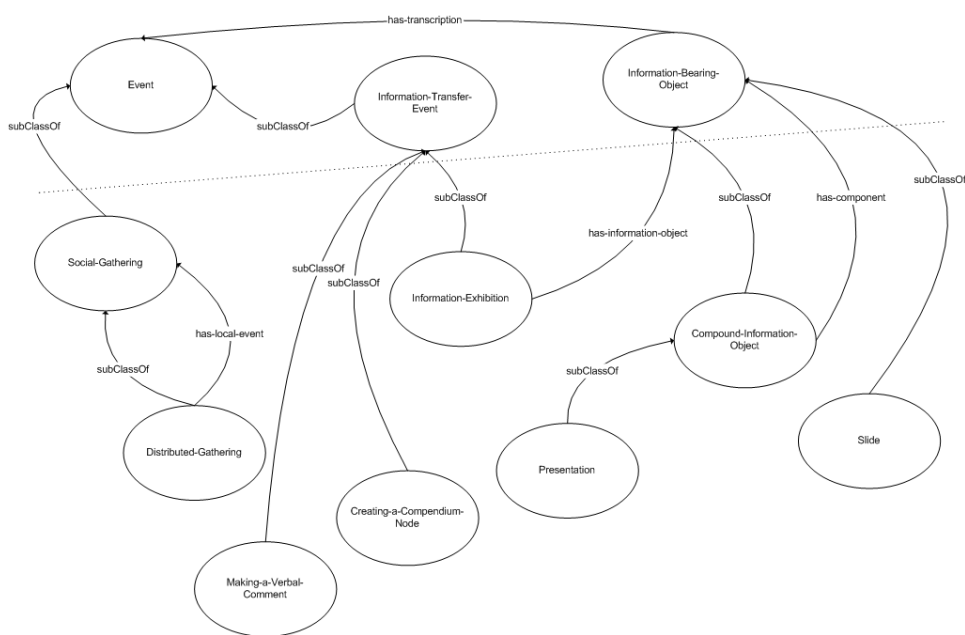 has-transcription
Event
Information-Transfer-
Event
Information-Bearing-
Object
subClassOf
subClassOf
subClassOf
subClassOf
subClassOf
has-component
Social-Gathering
has-information-object
subClassOf
subClassOf
Information-Exhibition
has-local-event
Compound-Information-
Object
subClassOf
subClassOf
Distributed-Gathering
Presentation
Slide
Creating-a-Compendium-
Node
Making-a-Verbal-
Comment